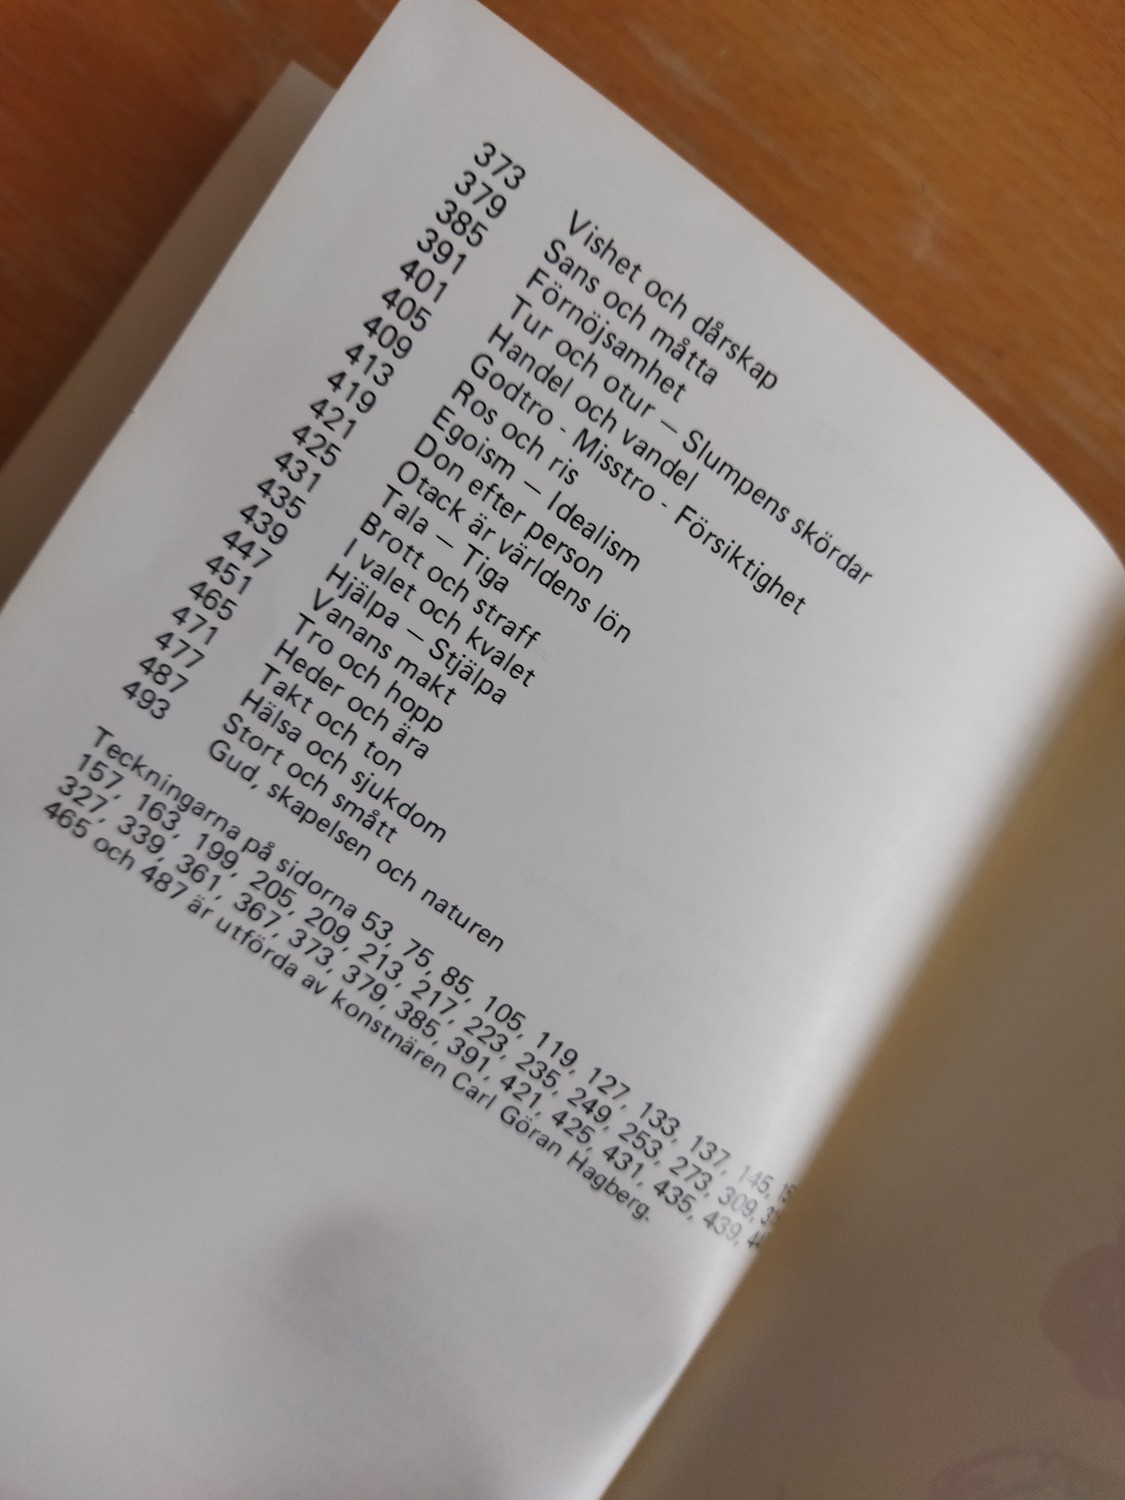 373 Vishet och dårskap
379 Sans och måtta
385 Förnöjsamhet
391 Tur och otur — Slumpens skördar
401 Handel och vandel
405 Godtro - Misstro - Försiktighet
409 Ros och ris
413 Egoism — Idealism
419 Don efter person
421 Otack är världens lön
425 Tala — Tiga
431 Brott och straff
435 I valet och kvalet
439 Hjälpa — Stjälpa
447 Vanans makt
451 Tro och hopp
465 Heder och ära
471 Takt och ton
477 Hälsa och sjukdom
487 Stort och smått
493 Gud, skapelsen och naturen
Teckningarna på sidorna 53, 75, 85, 105, 119, 127, 133, 137, 145,
157, 163, 199, 205, 209, 213, 217, 223, 235, 249, 253, 273, 309,
327, 339, 361, 367, 373, 379, 385, 391, 421, 425, 431, 435, 439,
465 och 487 är utförda av konstnären Carl Göran Hagberg.